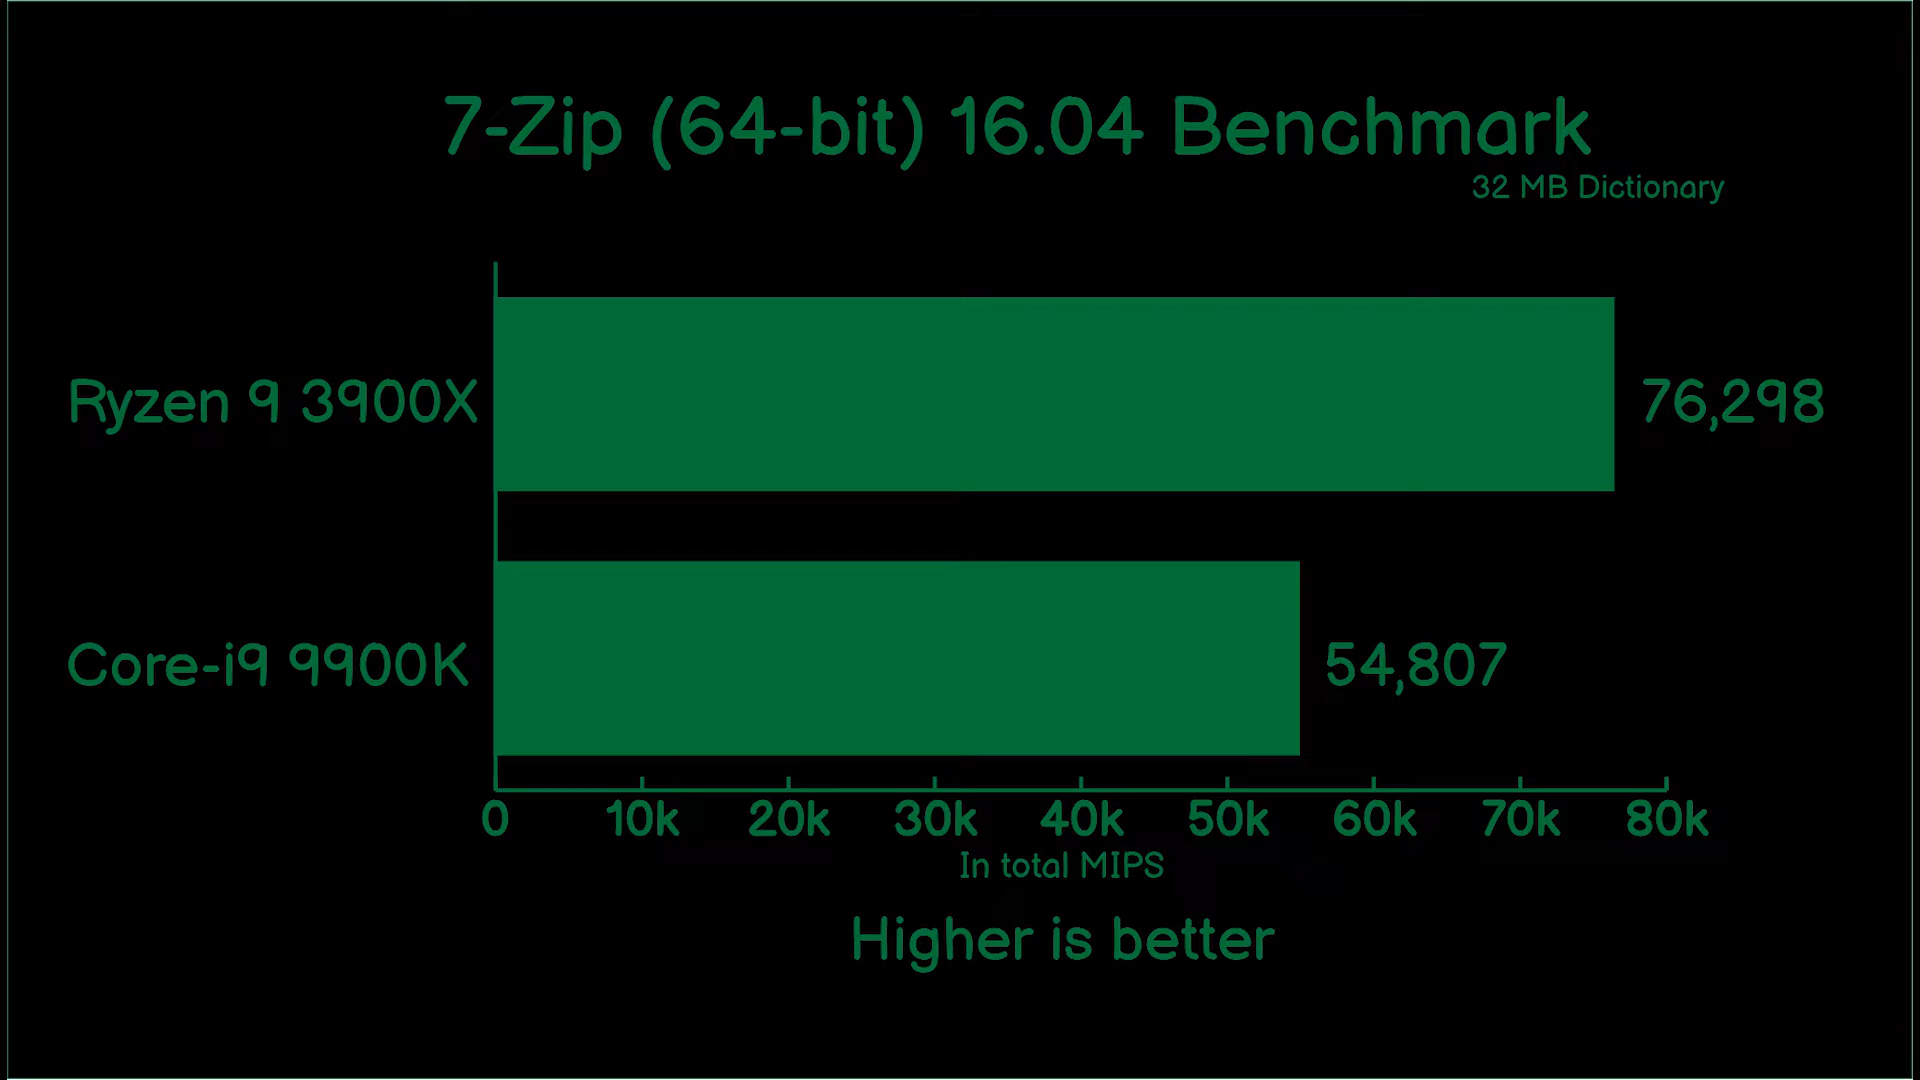 7-Zip (64-bit) 16.04 Benchmark
32 MB Dictionary
Ryzen 9 3900X 76,298
Core-i9 9900K 54,807
0 10k 20k 30k 40k 50k 60k 70k 80k
In total MIPS
Higher is better